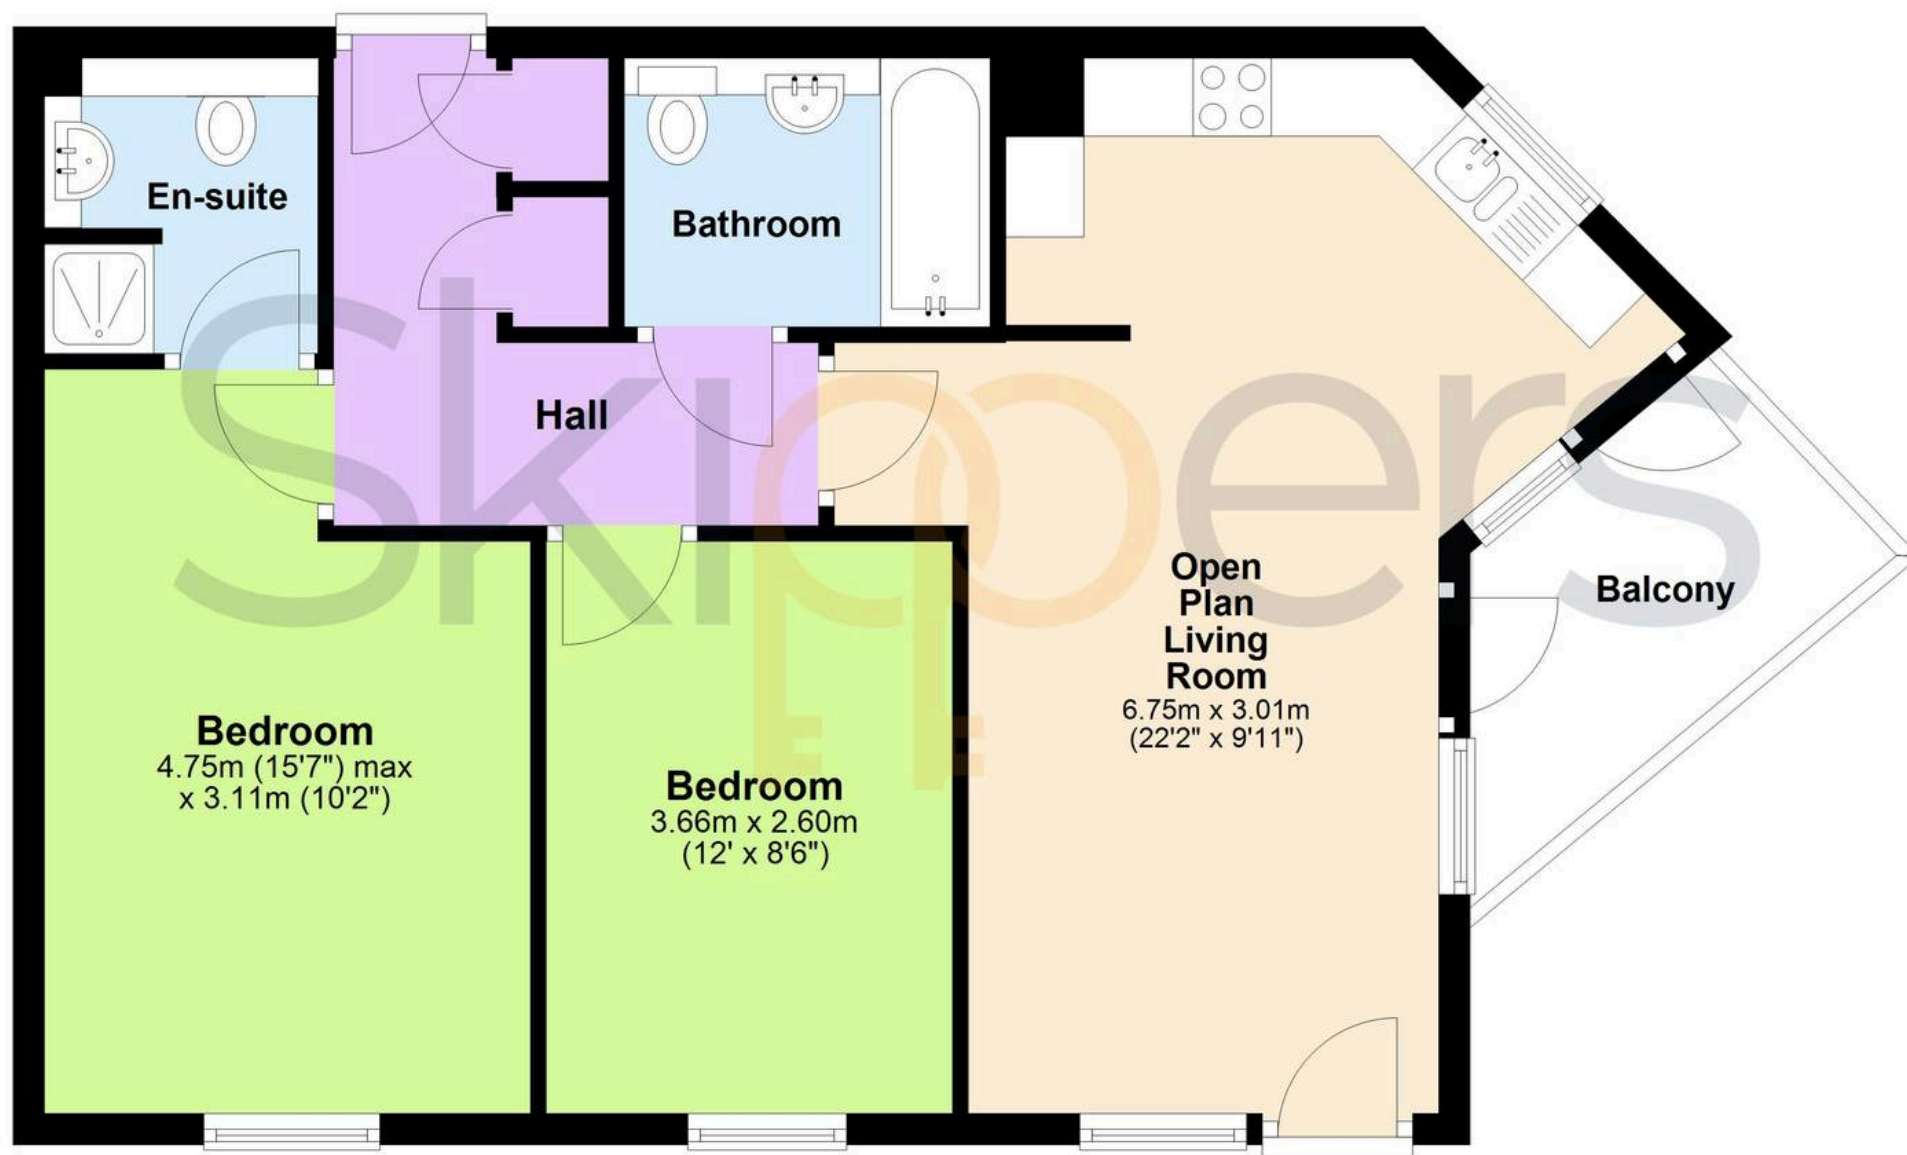 En-suite
Bathroom
Hall
Skippers
Open
Plan
Living
Room
6.75m x 3.01m
(22'2" x 9'11")
Balcony
Bedroom
4.75m (15'7") max
x 3.11m (10'2")
Bedroom
3.66m x 2.60m
(12' x 8'6")